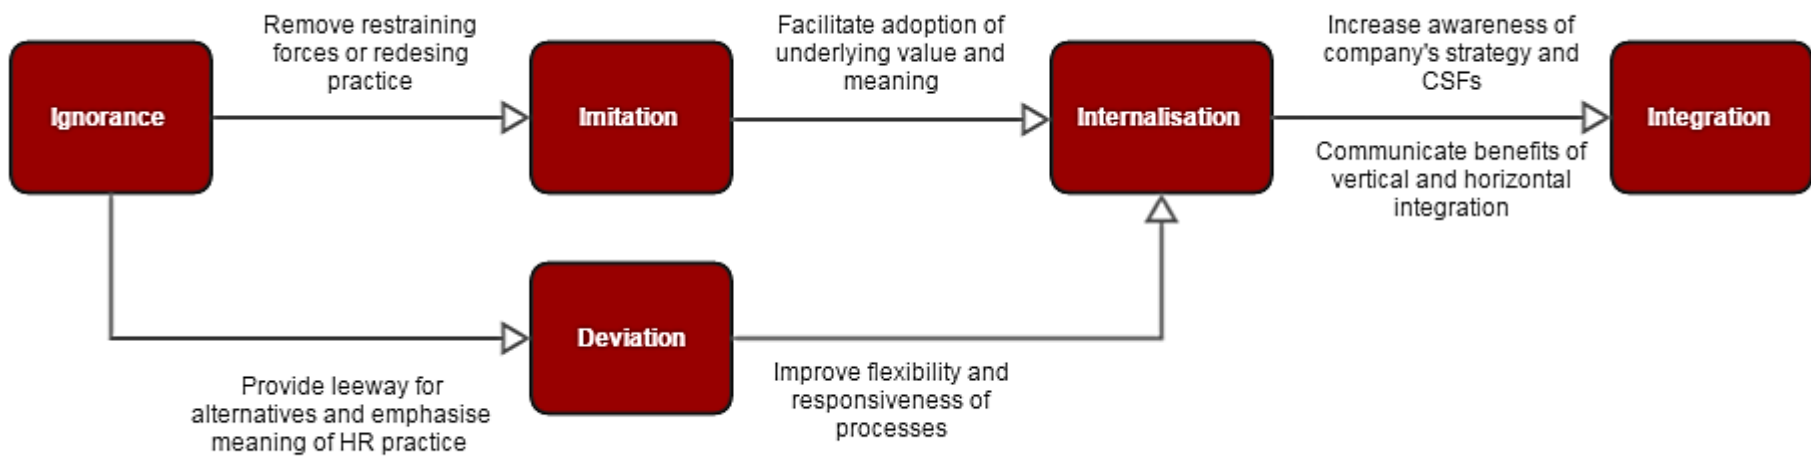 Remove restraining
forces or redesing
practice
Facilitate adoption of
underlying value and
meaning
Increase awareness of
company's strategy and
CSFs
Ignorance
Imitation
Internalisation
Integration
Communicate benefits of
vertical and horizontal
integration
Deviation
Provide leeway for
alternatives and emphasise
meaning of HR practice
Improve flexibility and
responsiveness of
processes